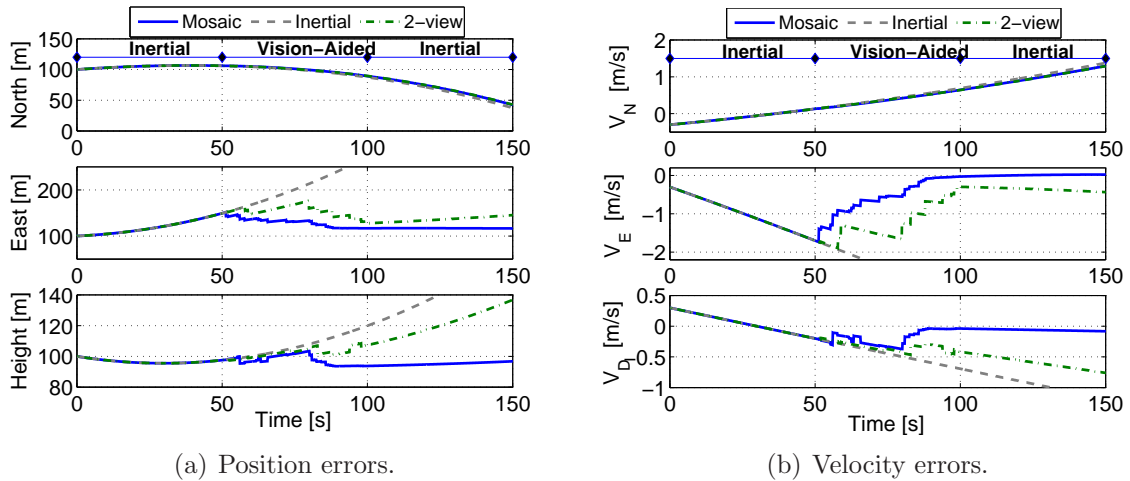 Mosaic Inertial 2-view
Inertial Vision-Aided Inertial
North [m]
150
100
50
0
0 50 100 150
East [m]
200
100
0 50 100 150
Height [m]
140
120
100
80
0 50 100 150
Time [s]
(a) Position errors.
Mosaic Inertial 2-view
Inertial Vision-Aided Inertial
V_N [m/s]
2
1
0
0 50 100 150
V_E [m/s]
0
-1
-2
0 50 100 150
V_D [m/s]
0.5
0
-0.5
-1
0 50 100 150
Time [s]
(b) Velocity errors.